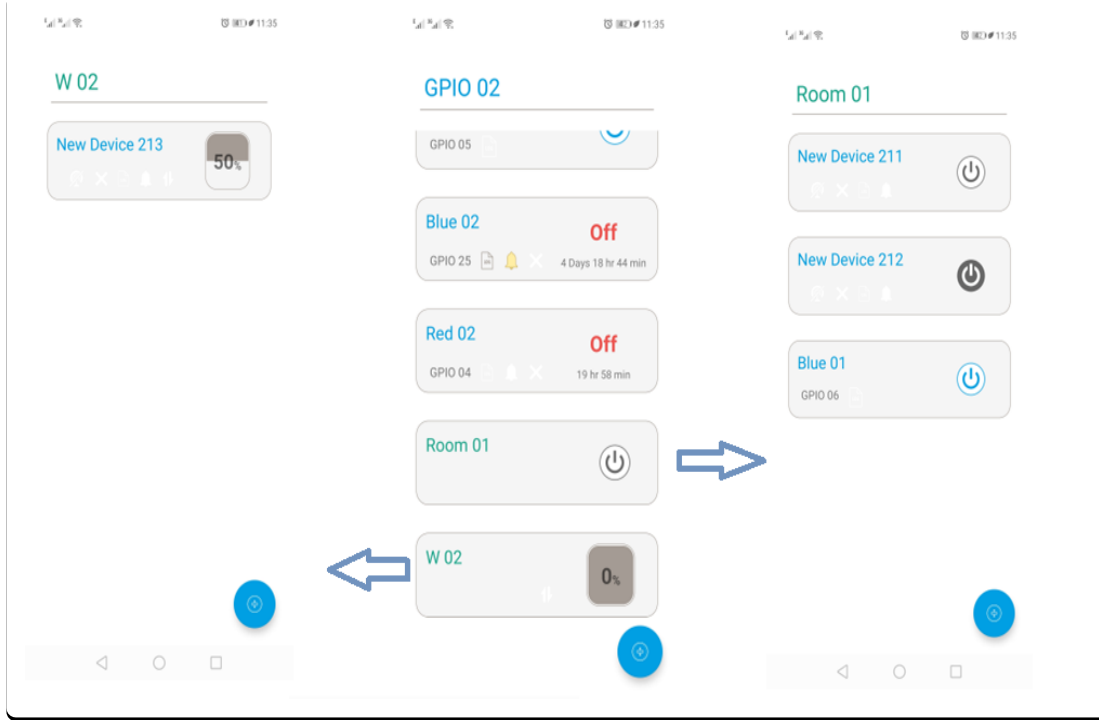 11:35
W 02
New Device 213
50%
11:35
GPIO 02
GPIO 05
Blue 02
Off
GPIO 25
4 Days 18 hr 44 min
Red 02
Off
GPIO 04
19 hr 58 min
Room 01
W 02
0%
11:35
Room 01
New Device 211
New Device 212
Blue 01
GPIO 06